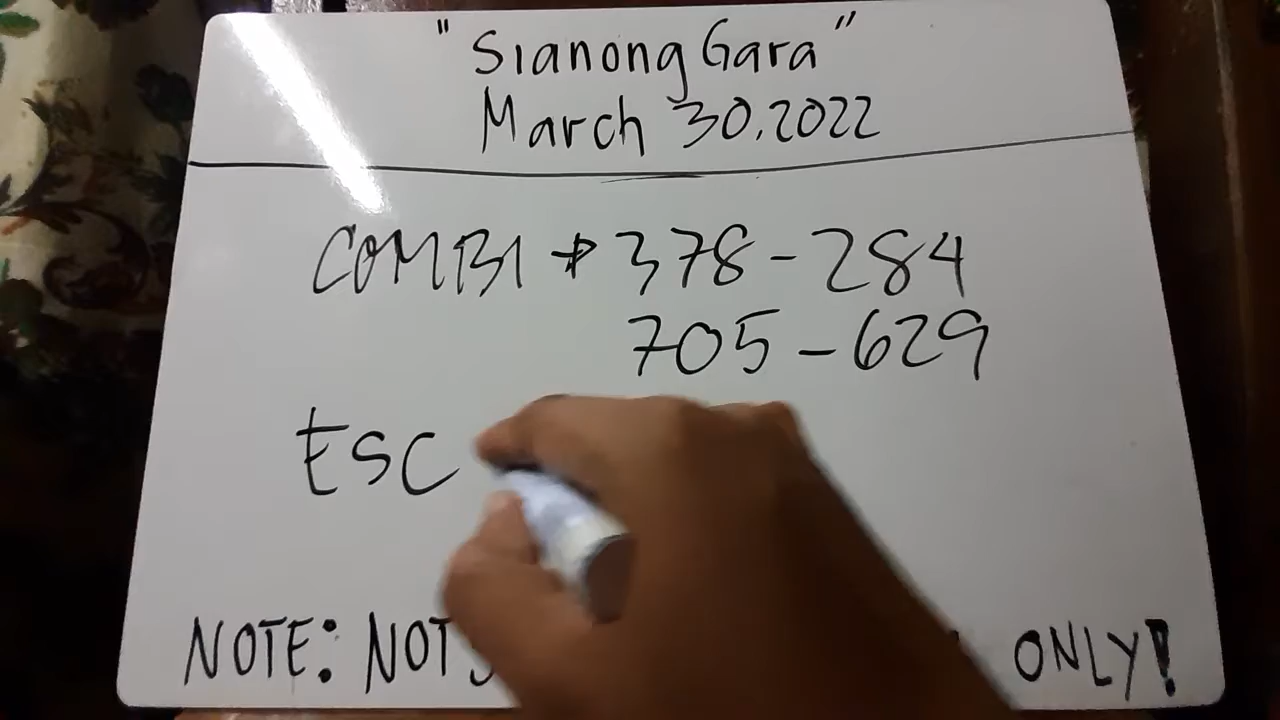 "Sianong Gara"
March 30.2022
COMBI # 378-284
705-629
ESC
NOTE: NOT ONLY!